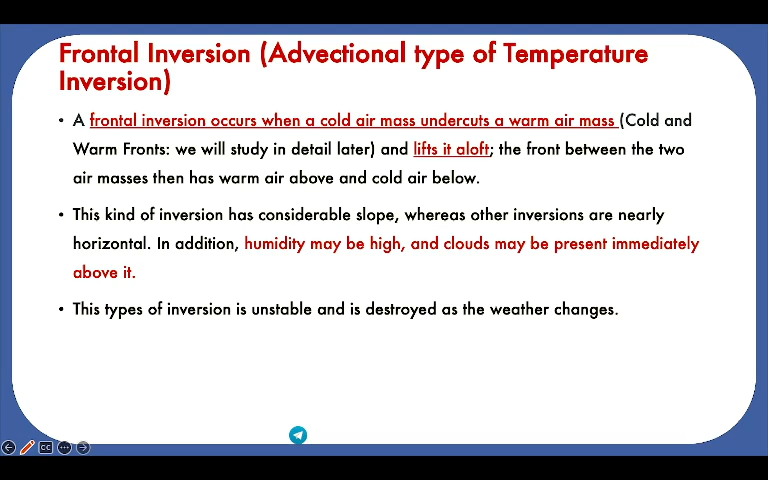 Frontal Inversion (Advectional type of Temperature
Inversion)
• A frontal inversion occurs when a cold air mass undercuts a warm air mass (Cold and
Warm Fronts: we will study in detail later) and lifts it aloft; the front between the two
air masses then has warm air above and cold air below.
• This kind of inversion has considerable slope, whereas other inversions are nearly
horizontal. In addition, humidity may be high, and clouds may be present immediately
above it.
• This types of inversion is unstable and is destroyed as the weather changes.
CC